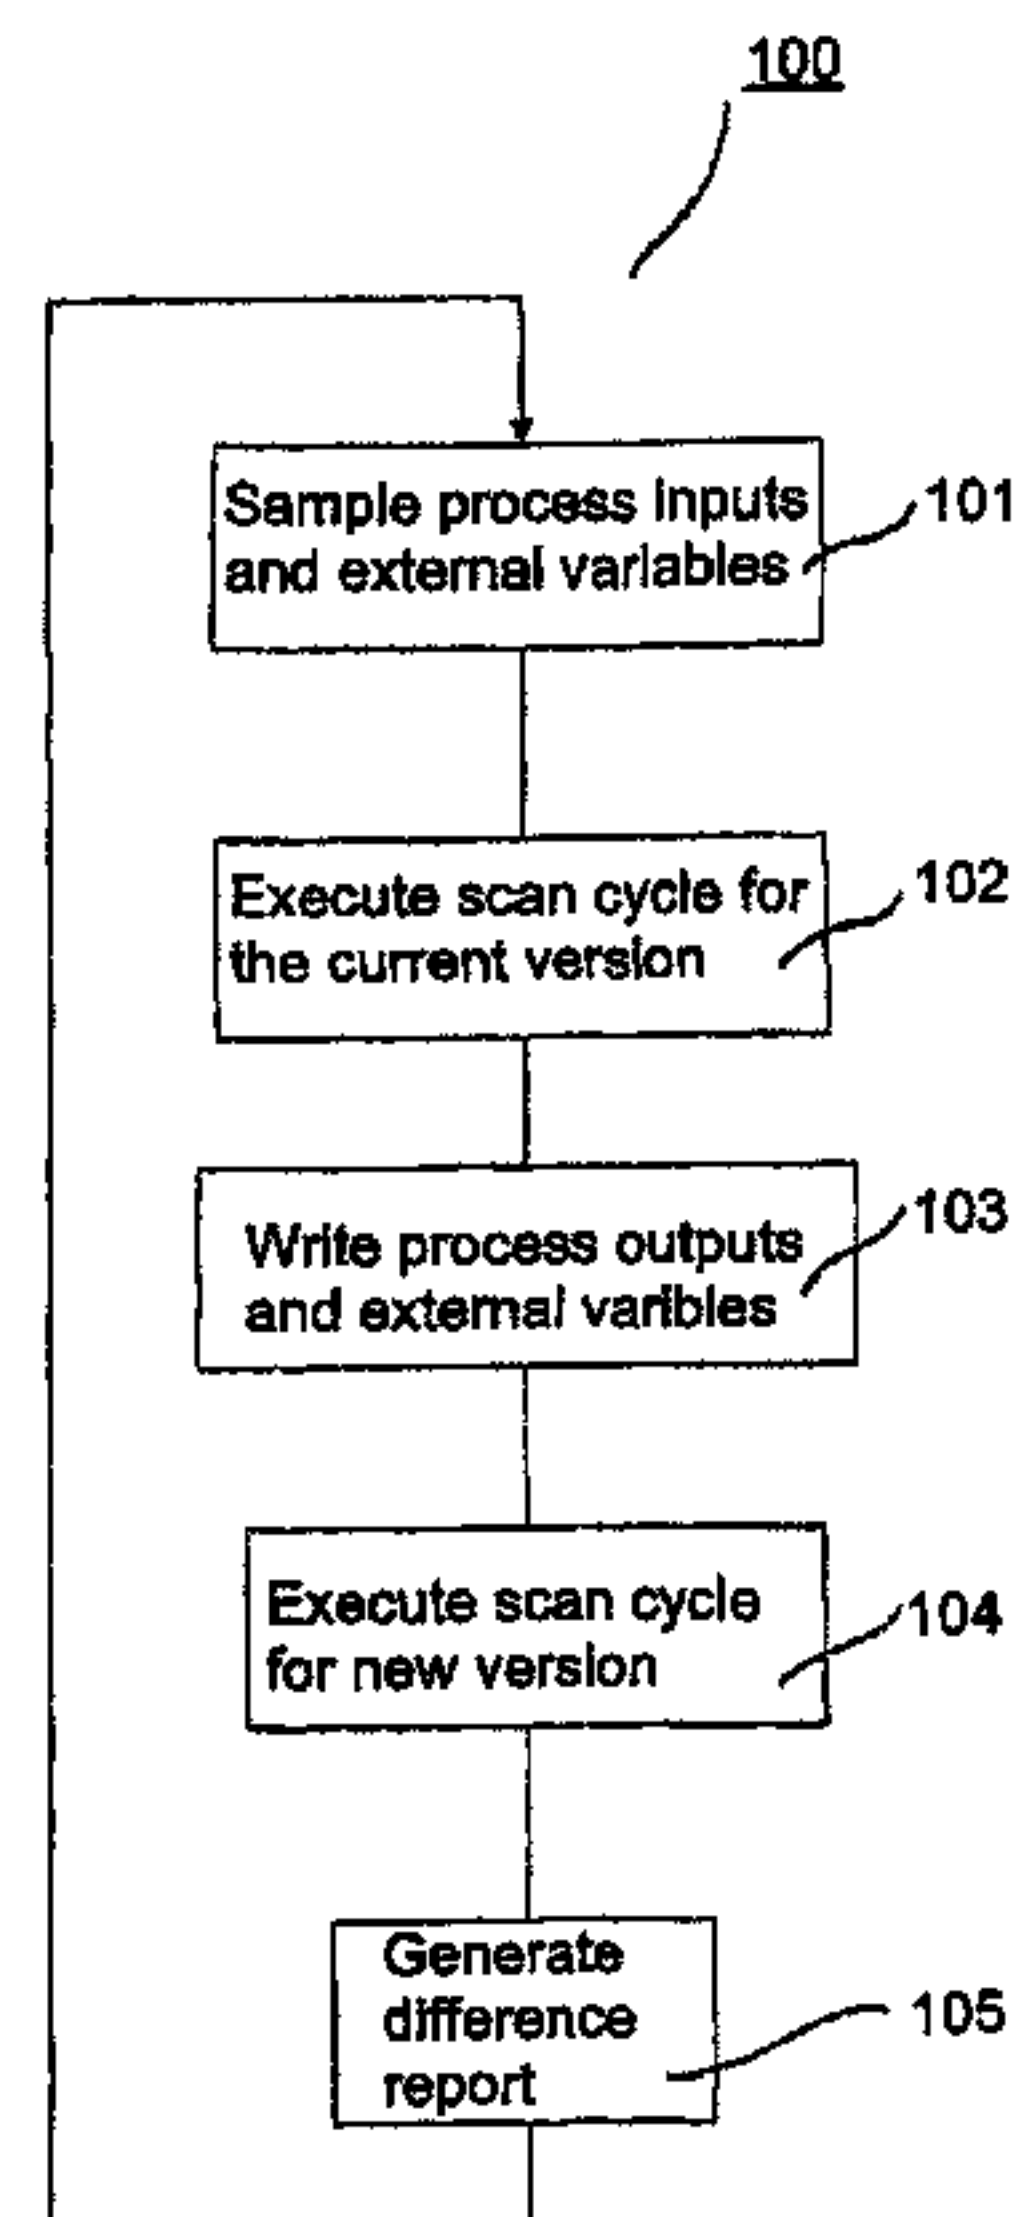 100
Sample process inputs
and external variables
101
Execute scan cycle for
the current version
102
Write process outputs
and external varibles
103
Execute scan cycle
for new version
104
Generate
difference
report
105